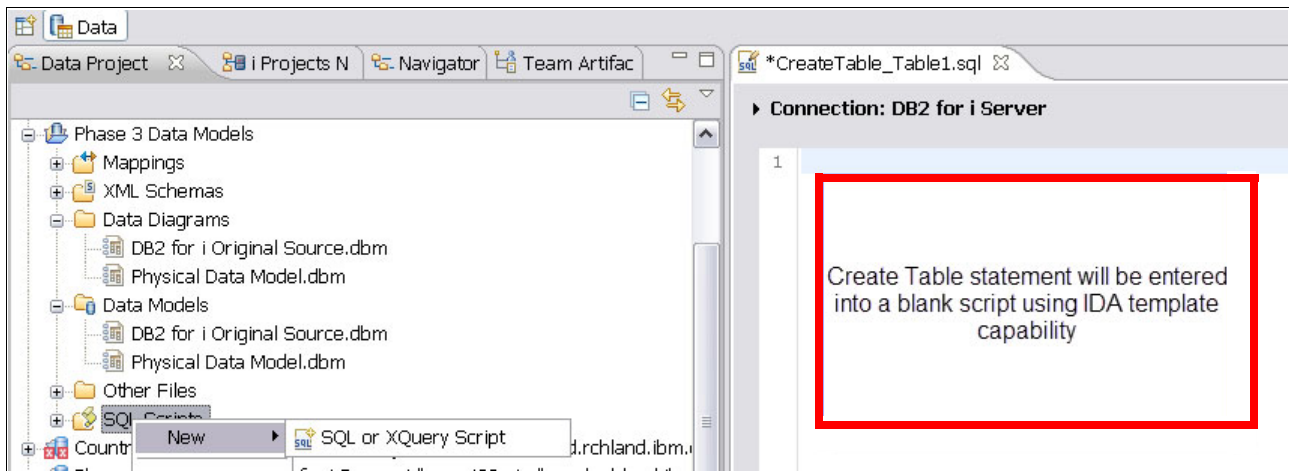 Data
Data Project
i Projects N
Navigator
Team Artifac
*CreateTable_Table1.sql
Connection: DB2 for i Server
Phase 3 Data Models
Mappings
XML Schemas
Data Diagrams
DB2 for i Original Source.dbm
Physical Data Model.dbm
Data Models
DB2 for i Original Source.dbm
Physical Data Model.dbm
Other Files
SQL Scripts
Countr
New
SQL or XQuery Script
d.rchland.ibm.
1
Create Table statement will be entered
into a blank script using IDA template
capability